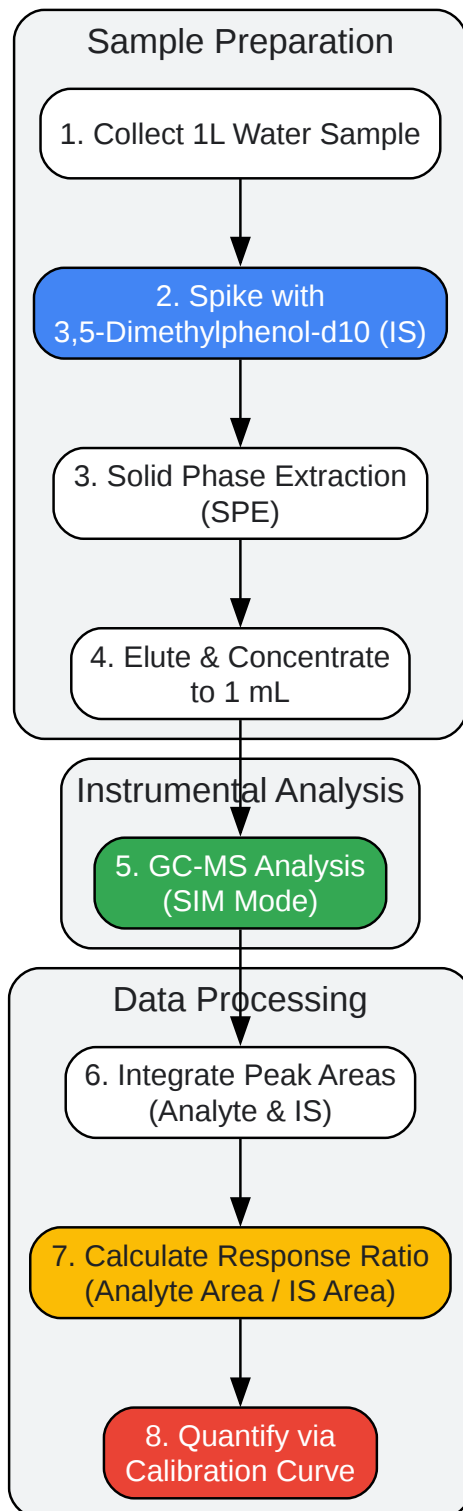 Sample Preparation
1. Collect 1L Water Sample
2. Spike with
3,5-Dimethylphenol-d10 (IS)
3. Solid Phase Extraction
(SPE)
4. Elute & Concentrate
to 1 mL
Instrumental Analysis
5. GC-MS Analysis
(SIM Mode)
Data Processing
6. Integrate Peak Areas
(Analyte & IS)
7. Calculate Response Ratio
(Analyte Area / IS Area)
8. Quantify via
Calibration Curve